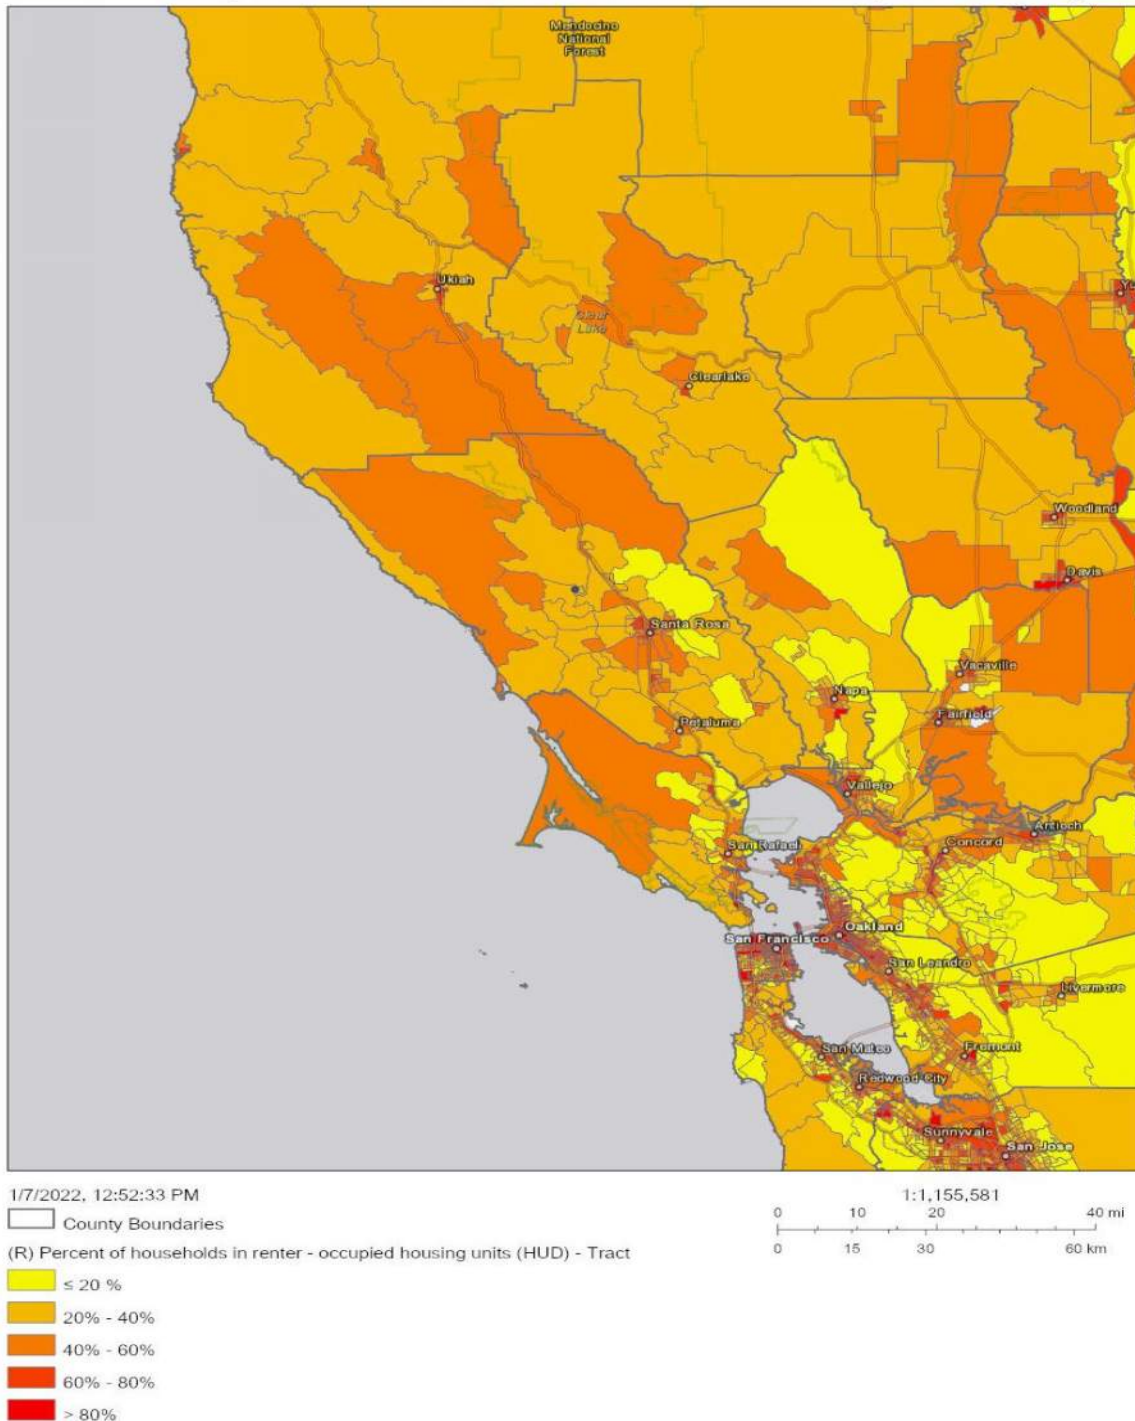 Mendocino
National
Forest
Ukiah
Clear
Lake
Clearlake
Woodland
Davis
Santa Rosa
Vacaville
Napa
Fairfield
Petaluma
Vallejo
Antioch
San Rafael
Concord
Oakland
San Francisco
San Leandro
Livermore
San Mateo
Fremont
Redwood City
Sunnyvale
San Jose
1/7/2022, 12:52:33 PM
1:1,155,581
County Boundaries
0 10 20 40 mi
0 15 30 60 km
(R) Percent of households in renter - occupied housing units (HUD) - Tract
≤ 20 %
20% - 40%
40% - 60%
60% - 80%
> 80%